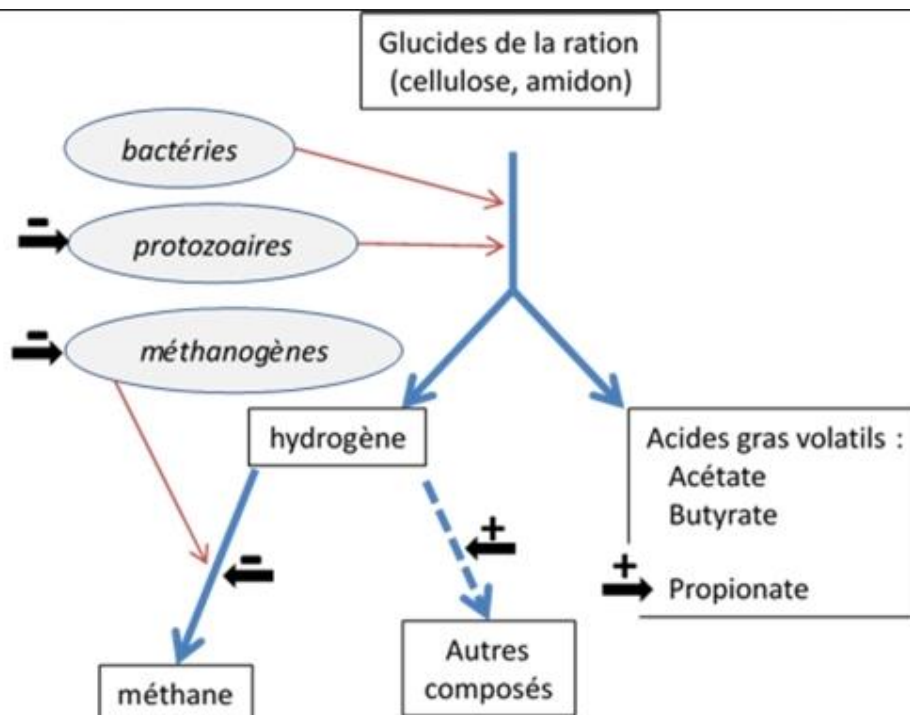 Glucides de la ration
(cellulose, amidon)
bactéries
-
protozoaires
-
méthanogènes
hydrogène
Acides gras volatils :
Acétate
Butyrate
+
-
+
Propionate
Autres
composés
méthane